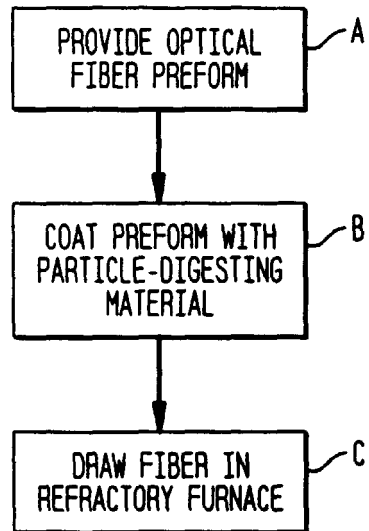 PROVIDE OPTICAL
FIBER PREFORM
A
COAT PREFORM WITH
PARTICLE-DIGESTING
MATERIAL
B
DRAW FIBER IN
REFRACTORY FURNACE
C